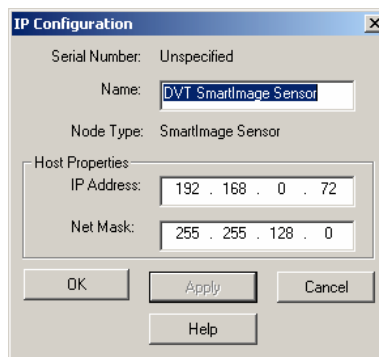 IP Configuration
Serial Number: Unspecified
Name: DVT SmartImage Sensor
Node Type: SmartImage Sensor
Host Properties
IP Address: 192 . 168 . 0 . 72
Net Mask: 255 . 255 . 128 . 0
OK Apply Cancel
Help